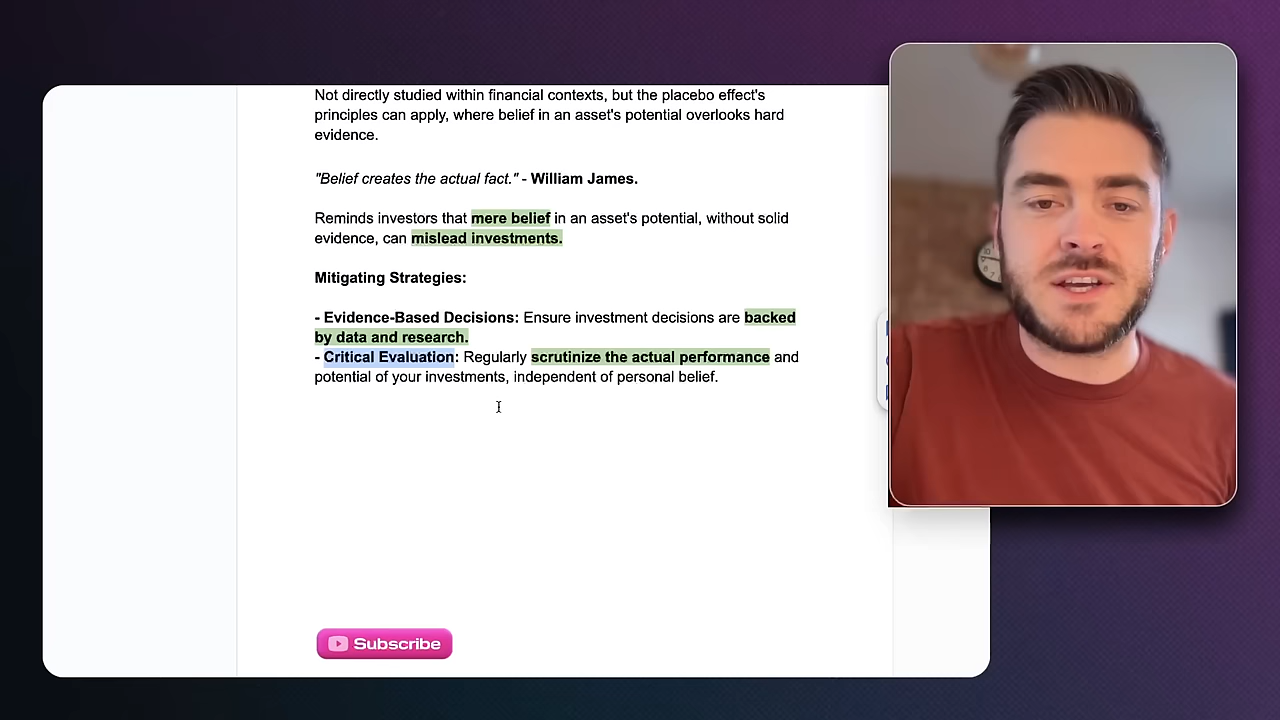 Not directly studied within financial contexts, but the placebo effect's
principles can apply, where belief in an asset's potential overlooks hard
evidence.
"Belief creates the actual fact." - William James.
Reminds investors that mere belief in an asset's potential, without solid
evidence, can mislead investments.
Mitigating Strategies:
- Evidence-Based Decisions: Ensure investment decisions are backed
by data and research.
- Critical Evaluation: Regularly scrutinize the actual performance and
potential of your investments, independent of personal belief.
Subscribe